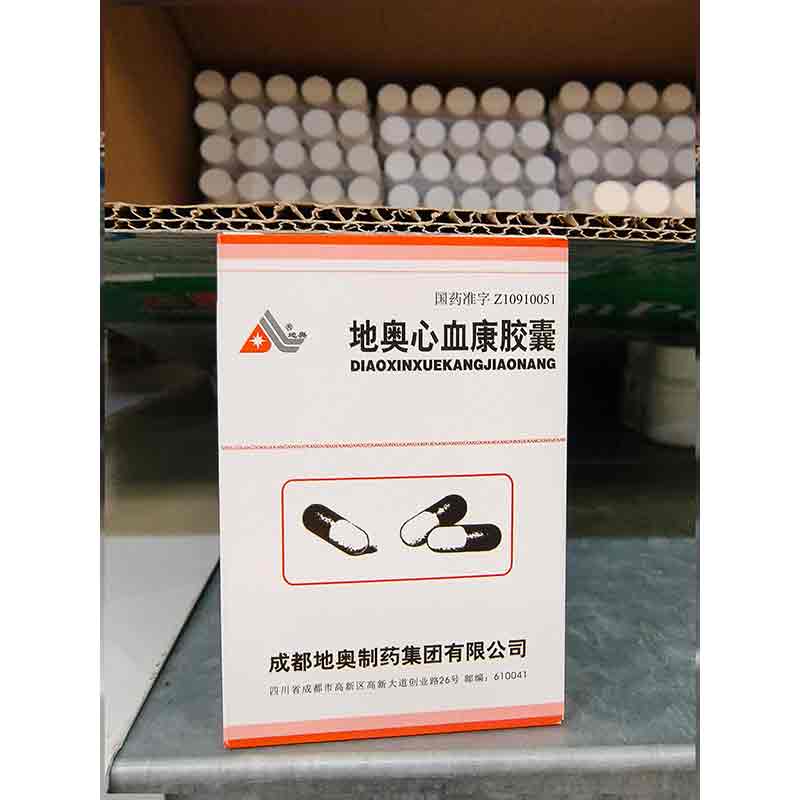 国药准字 Z10910051
®
地奥
地奥心血康胶囊
DIAOXINXUEKANGJIAONANG
成都地奥制药集团有限公司
四川省成都市高新区高新大道创业路26号 邮编：610041